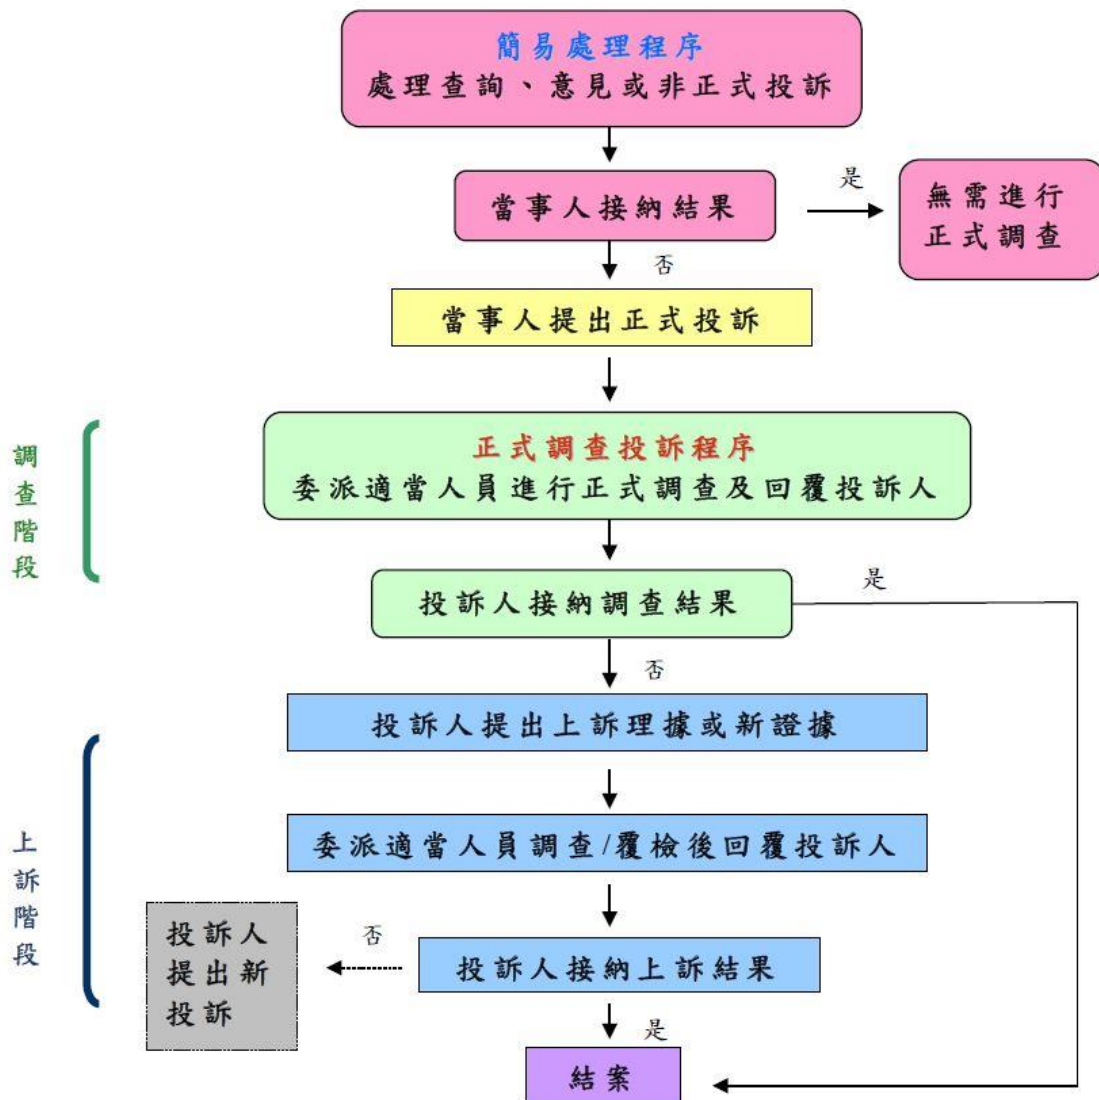 簡易處理程序
處理查詢、意見或非正式投訴
當事人接納結果
是
無需進行
正式調查
否
當事人提出正式投訴
調
查
階
段
正式調查投訴程序
委派適當人員進行正式調查及回覆投訴人
投訴人接納調查結果
是
否
上
訴
階
段
投訴人提出上訴理據或新證據
委派適當人員調查/覆檢後回覆投訴人
投訴人接納上訴結果
否
投訴人
提出新
投訴
是
結案